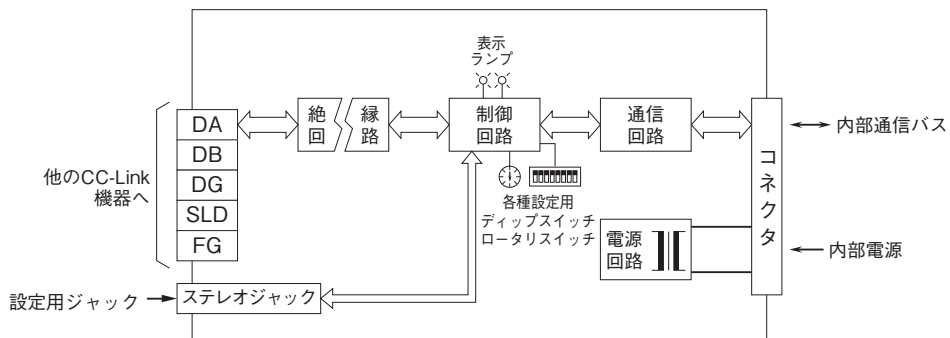 表示
ランプ
絶 縁
回 路
制御
回路
通信
回路
DA
DB
DG
SLD
FG
他のCC-Link
機器へ
内部通信バス
コネクタ
各種設定用
ディップスイッチ
ロータリスイッチ
電源
回路
内部電源
設定用ジャック
ステレオジャック